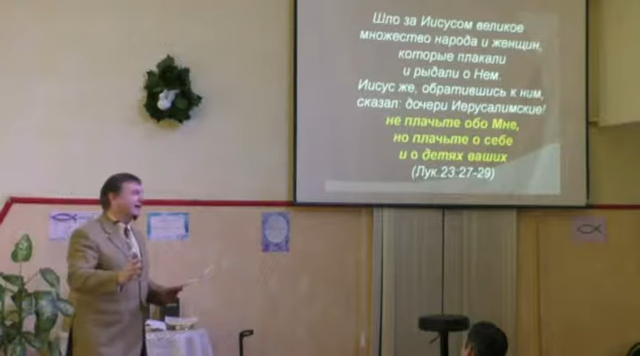 Шло за Иисусом великое
множество народа и женщин,
которые плакали
и рыдали о Нем.
Иисус же, обратившись к ним,
сказал: дочери Иерусалимские!
не плачьте обо Мне,
но плачьте о себе
и о детях ваших
(Лук.23:27-29)